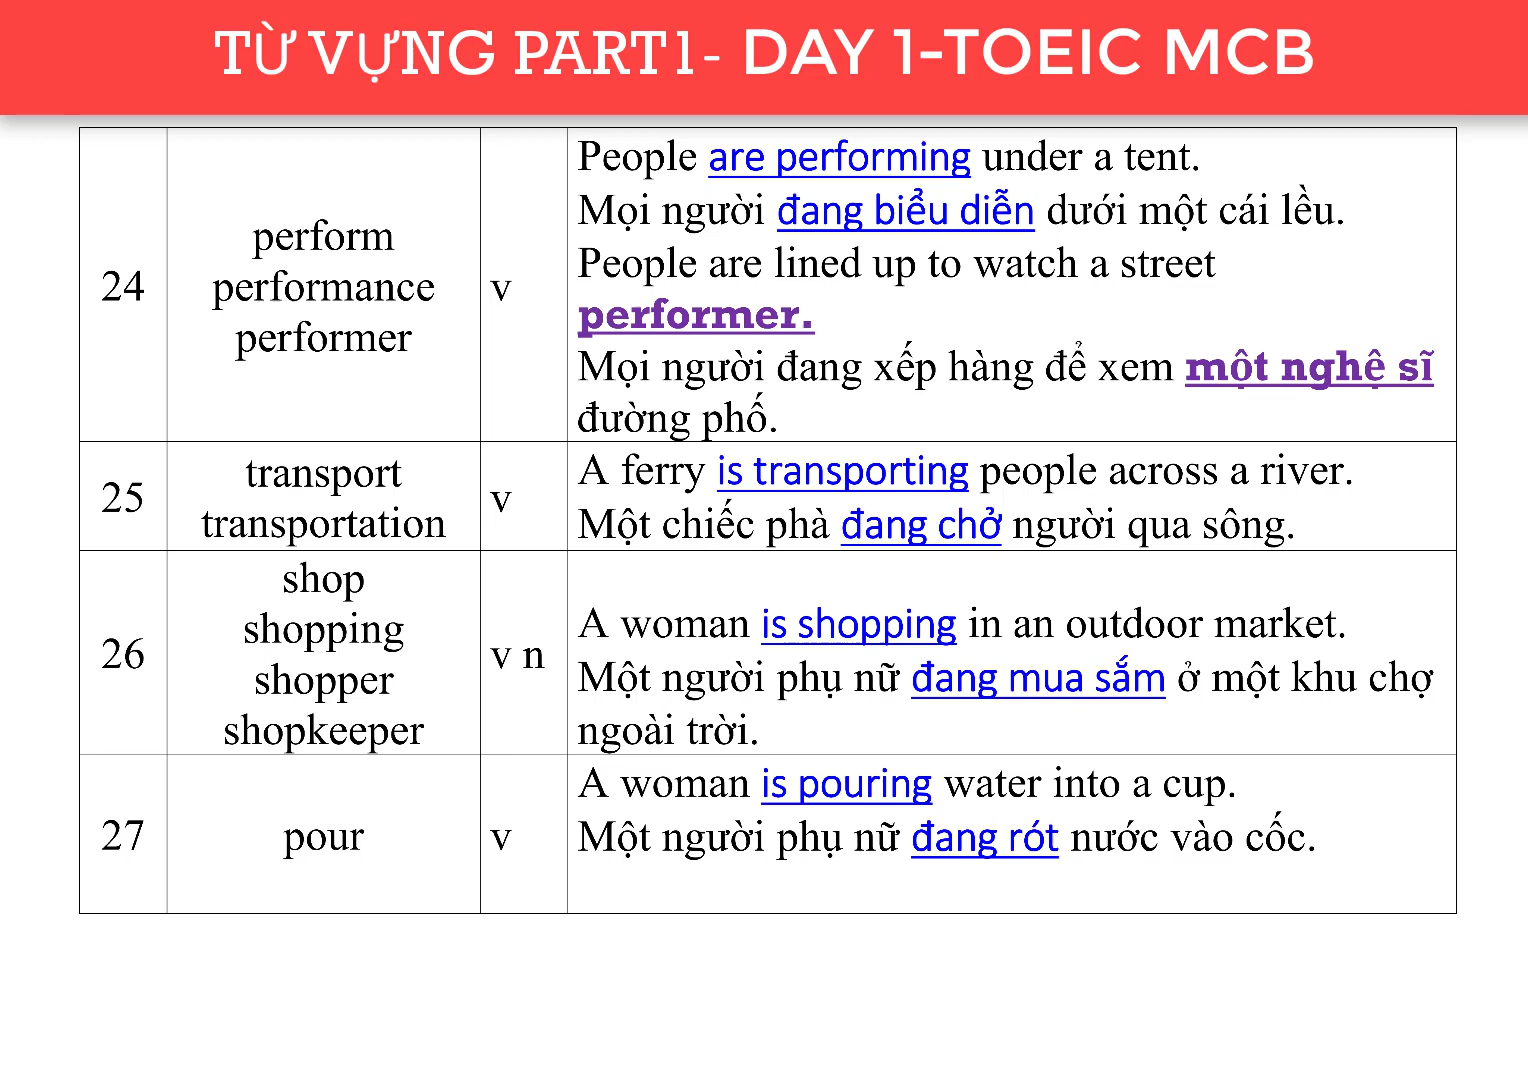 TỪ VỰNG PART1- DAY 1-TOEIC MCB
24
perform
performance
performer
v
People are performing under a tent.
Mọi người đang biểu diễn dưới một cái lều.
People are lined up to watch a street
performer.
Mọi người đang xếp hàng để xem một nghệ sĩ
đường phố.
25
transport
transportation
v
A ferry is transporting people across a river.
Một chiếc phà đang chở người qua sông.
26
shop
shopping
shopper
shopkeeper
v n
A woman is shopping in an outdoor market.
Một người phụ nữ đang mua sắm ở một khu chợ
ngoài trời.
27
pour
v
A woman is pouring water into a cup.
Một người phụ nữ đang rót nước vào cốc.